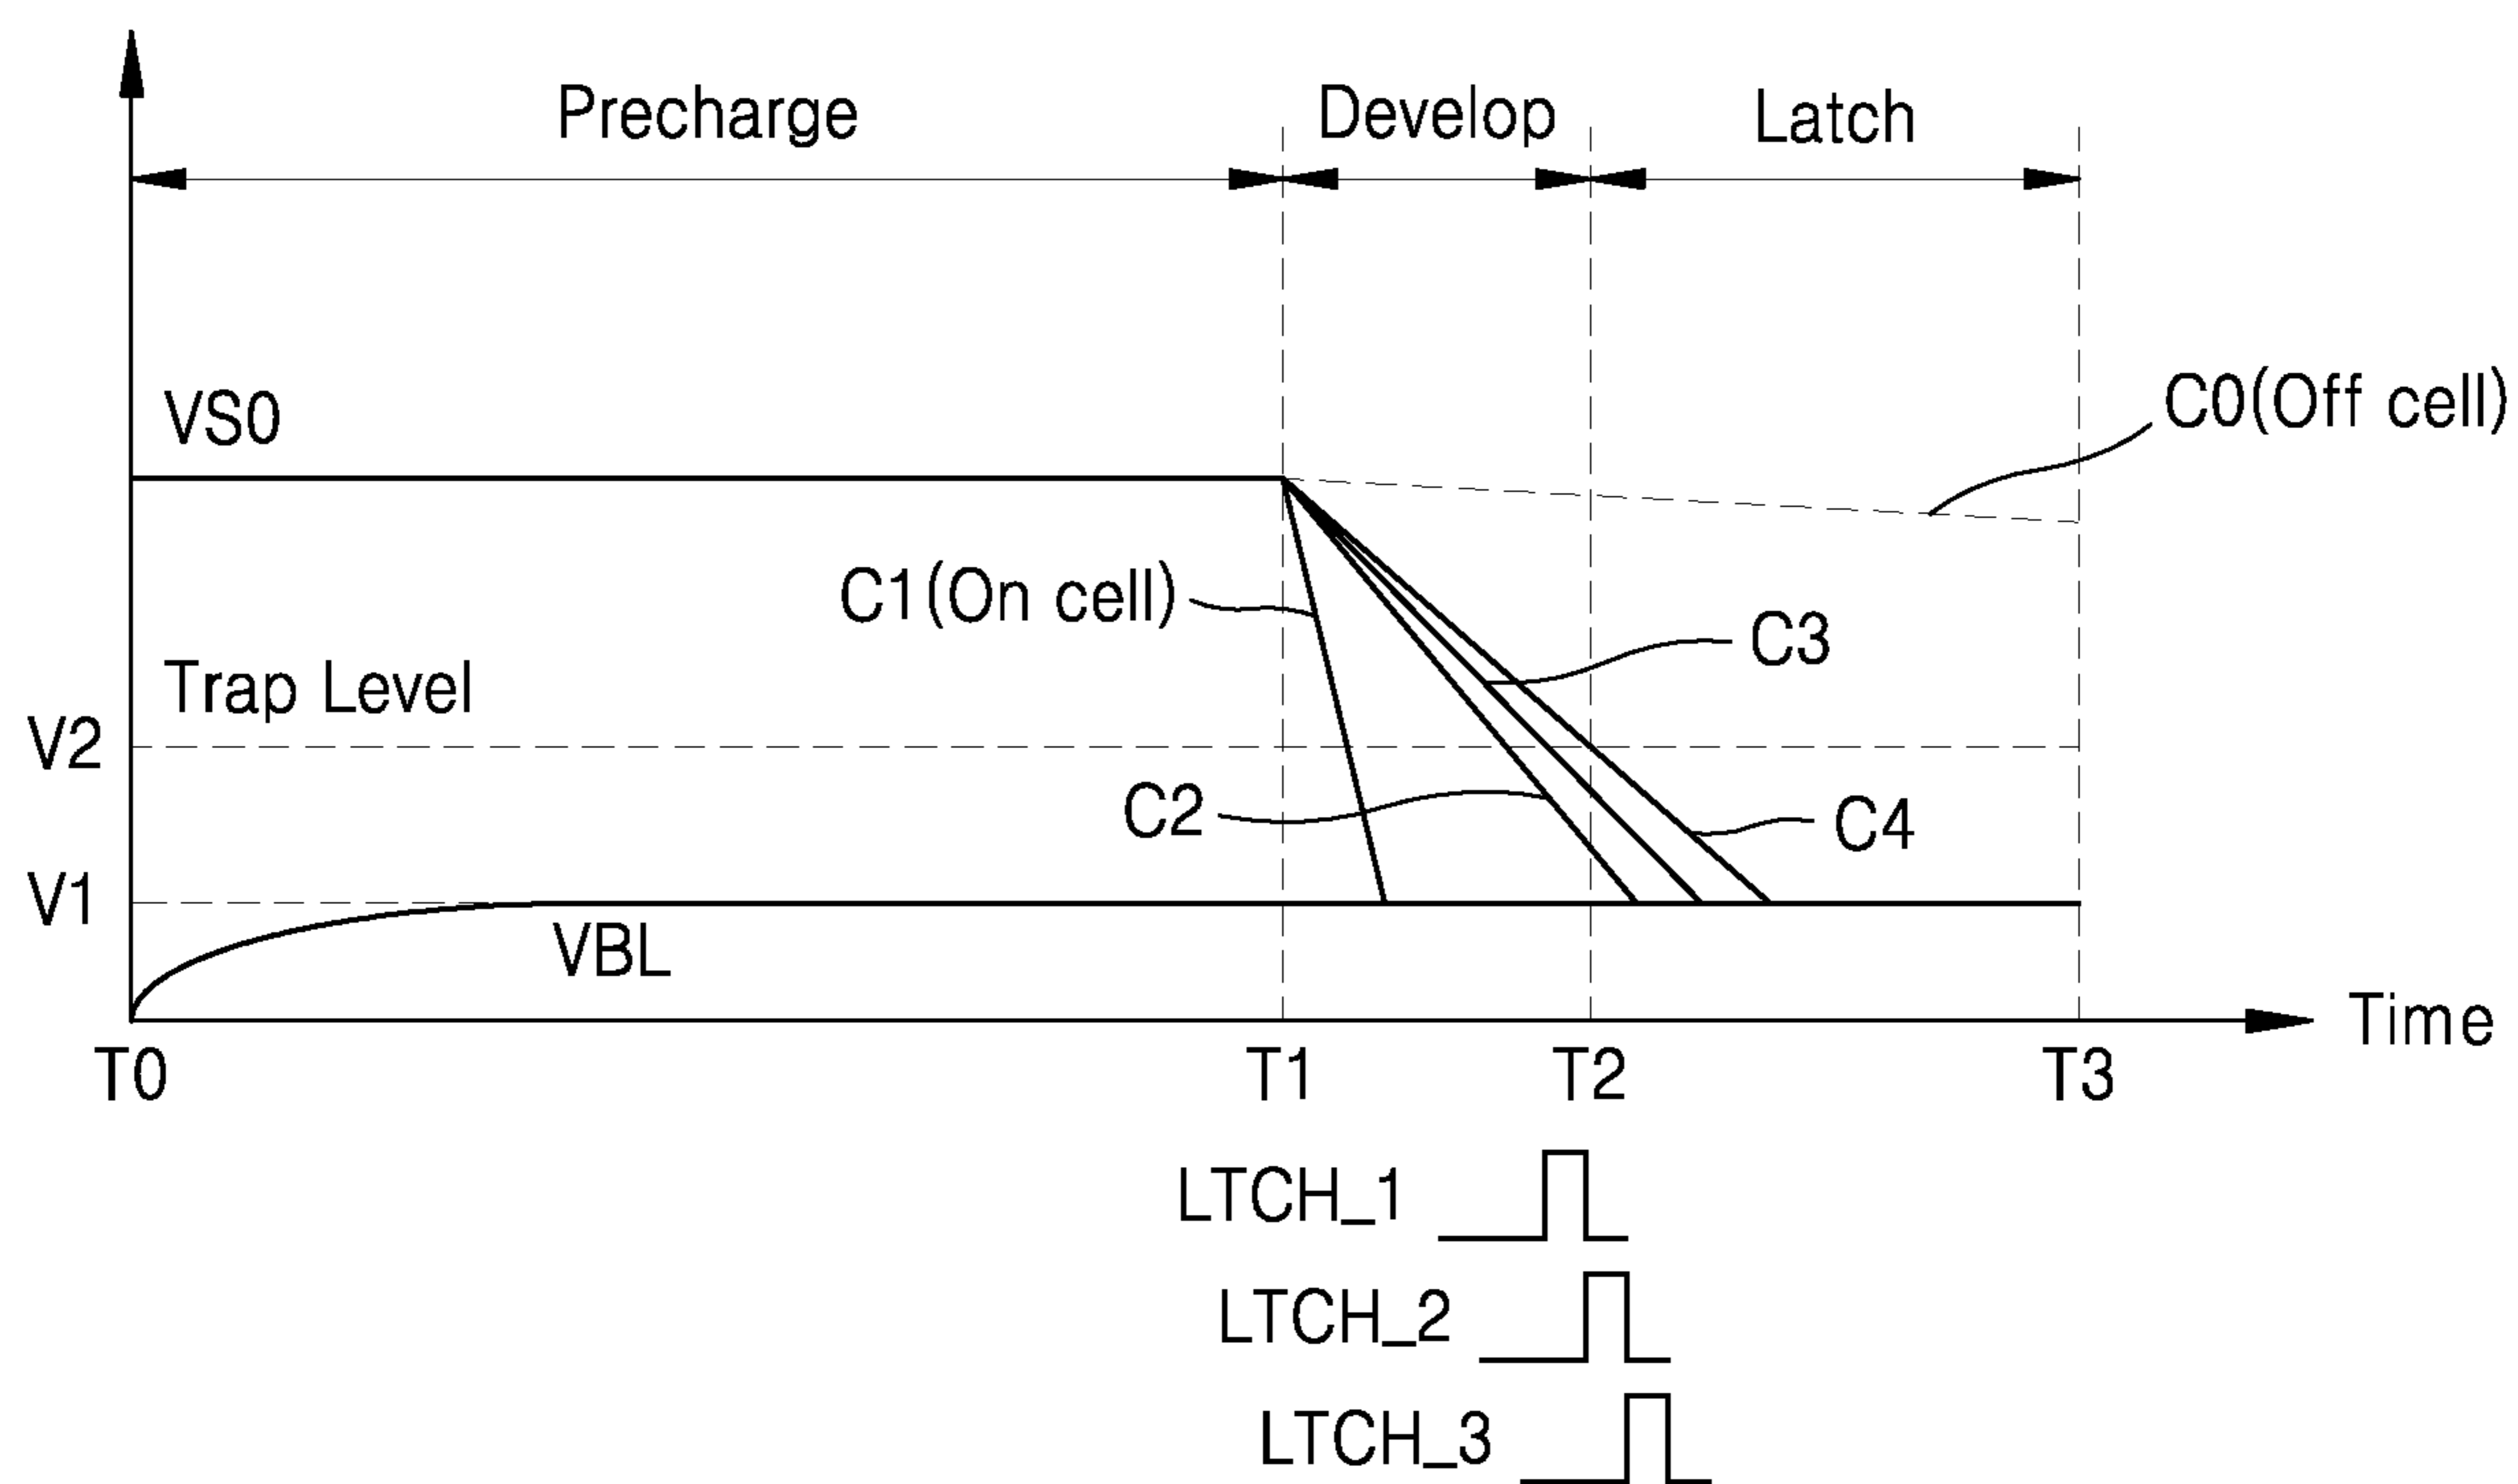 Precharge
Develop
Latch
VS0
C0(Off cell)
C1(On cell)
C3
Trap Level
V2
C2
C4
V1
VBL
Time
T0
T1
T2
T3
LTCH_1
LTCH_2
LTCH_3